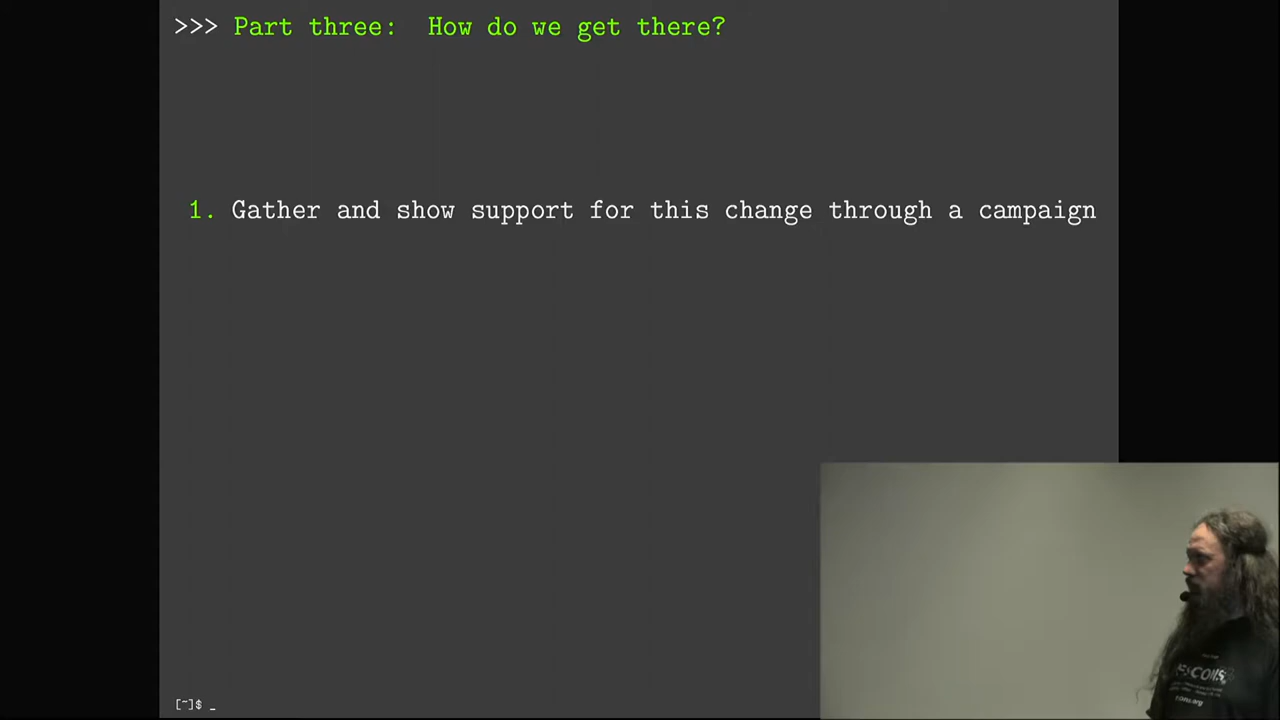 >>> Part three: How do we get there?
1. Gather and show support for this change through a campaign
[~]$ _